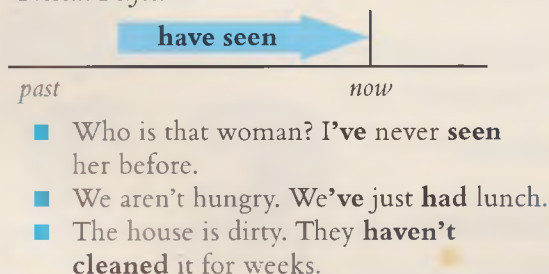 have seen
past now
■ Who is that woman? I've never seen
her before.
■ We aren't hungry. We've just had lunch.
■ The house is dirty. They haven't
cleaned it for weeks.